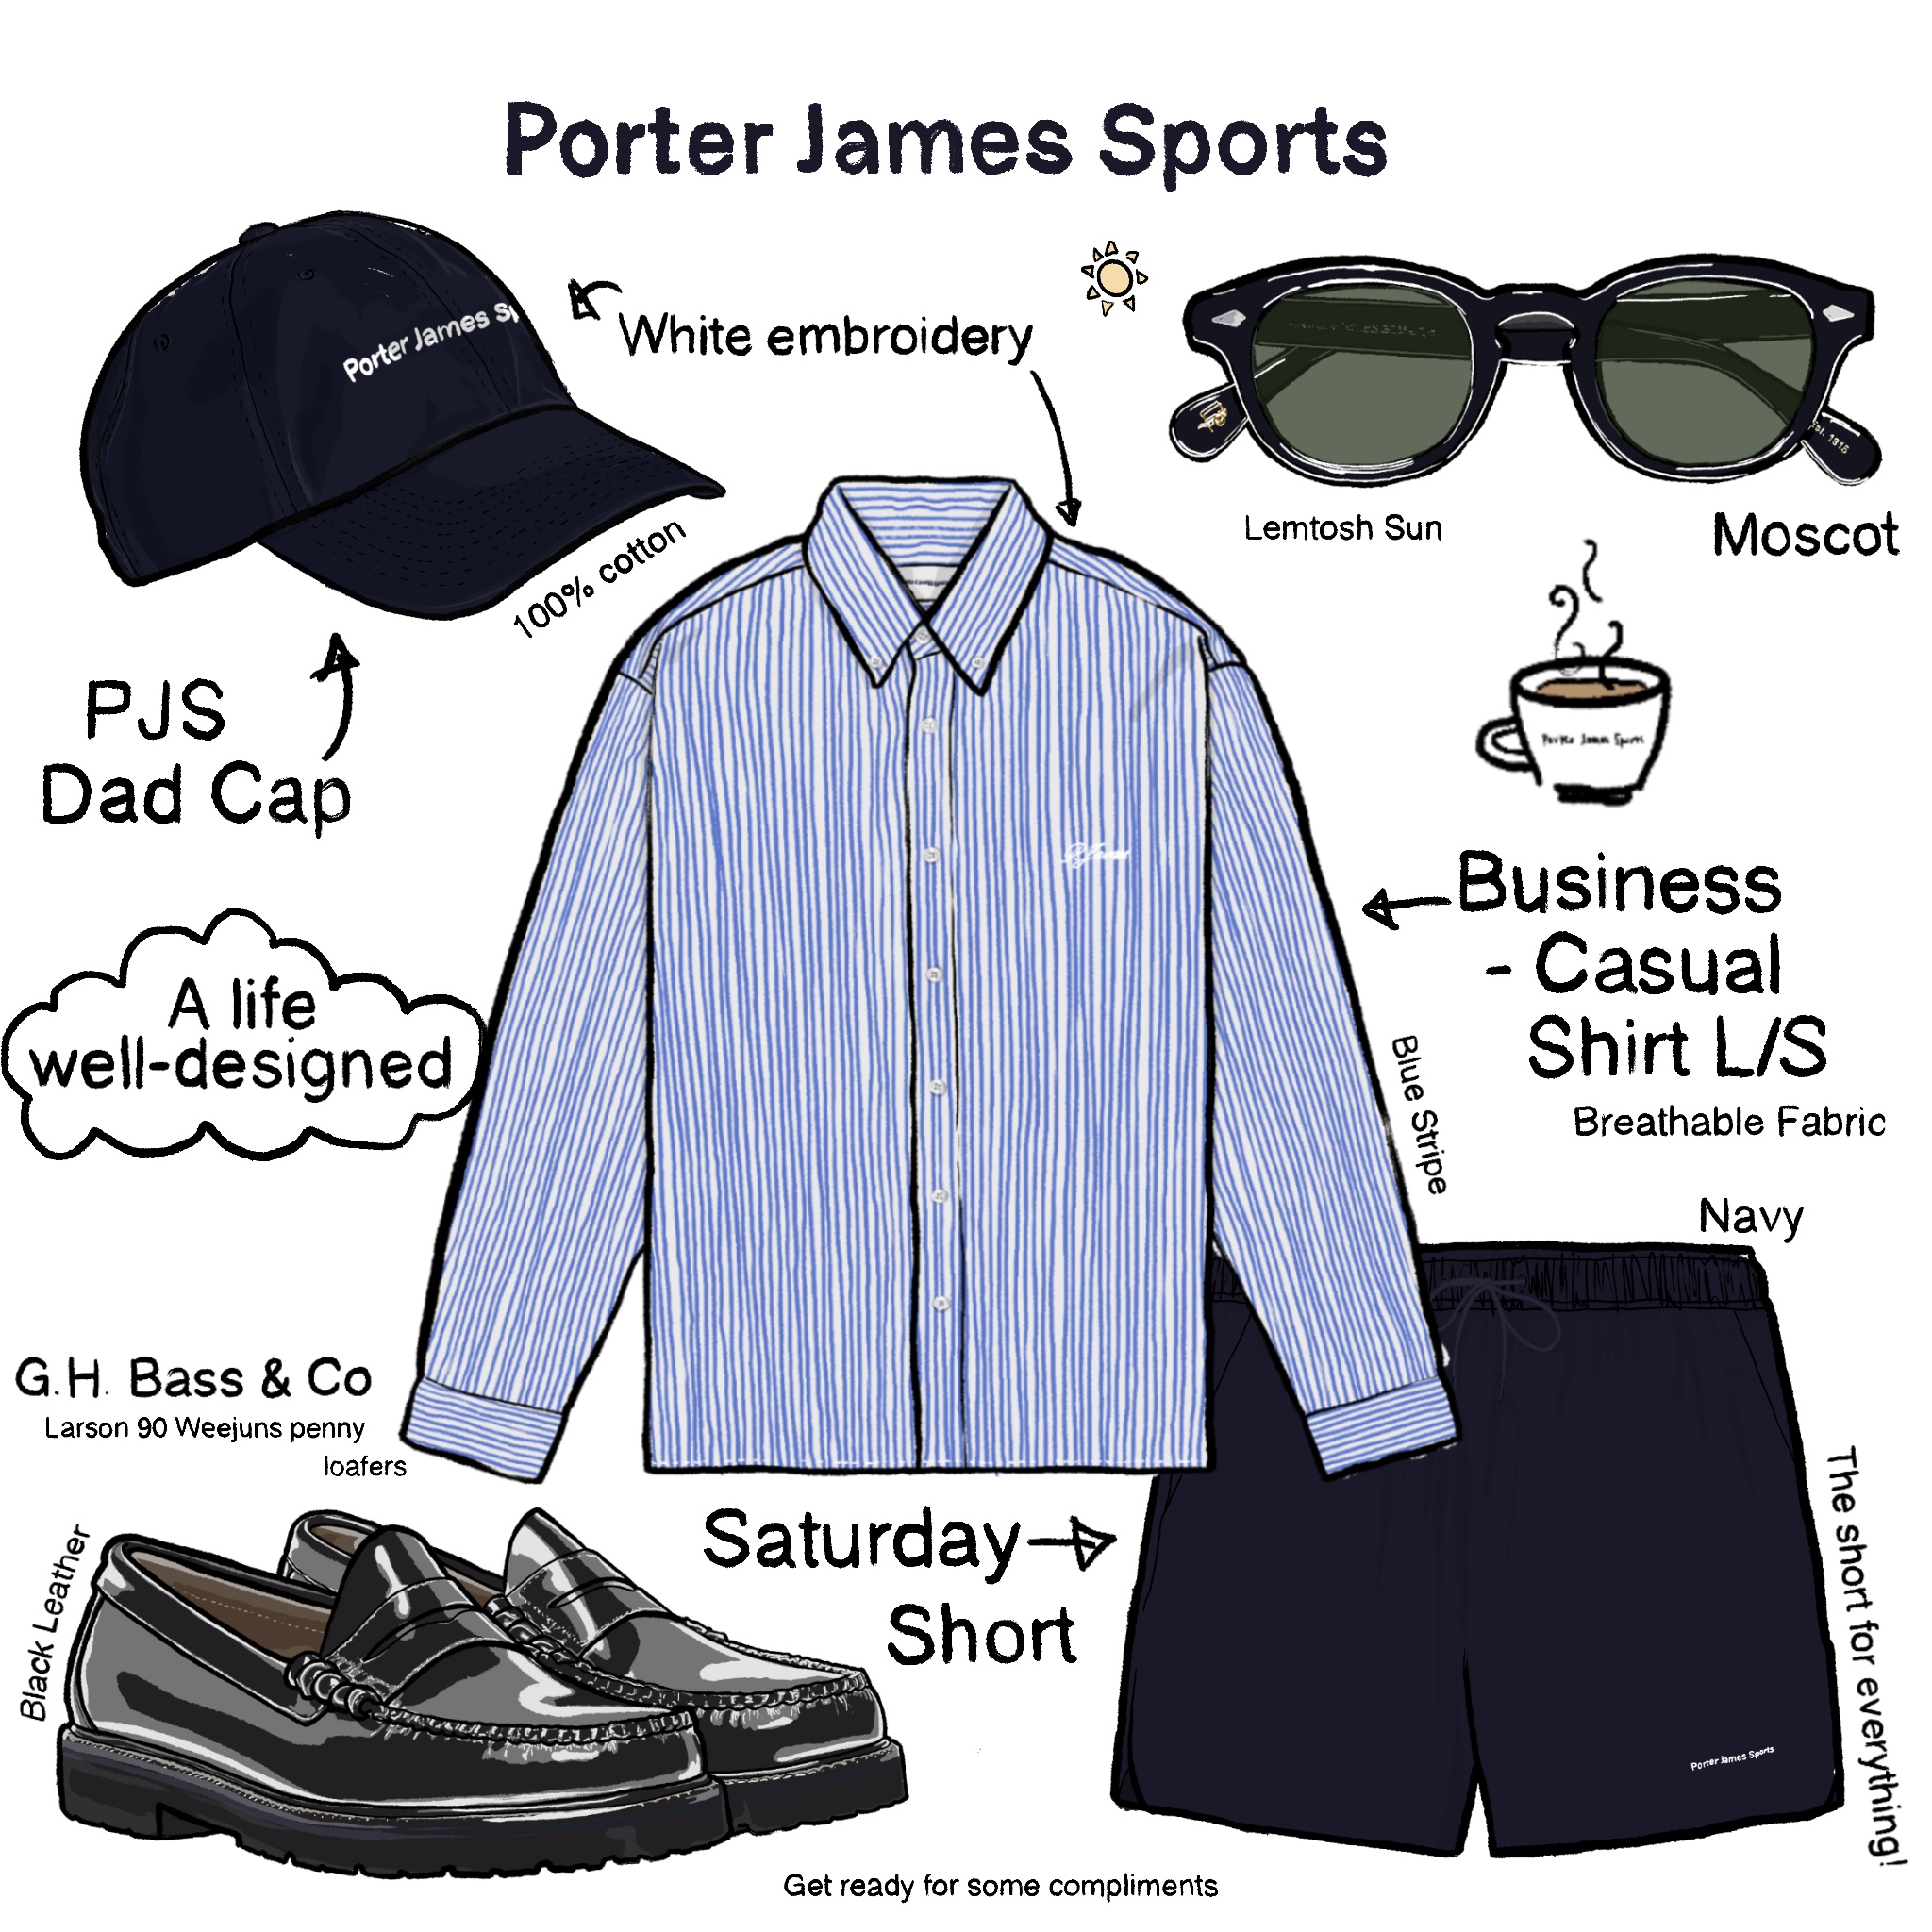 Porter James Sports
Porter James Sp
White embroidery
100% cotton
PJS
Dad Cap
Est. 1915
Lemtosh Sun
Moscot
Porter James Sports
Business
- Casual
Shirt L/S
Breathable Fabric
Blue Stripe
A life
well-designed
Navy
G.H. Bass & Co
Larson 90 Weejuns penny
loafers
Black Leather
Saturday
Short
The short for everything!
Porter James Sports
Get ready for some compliments